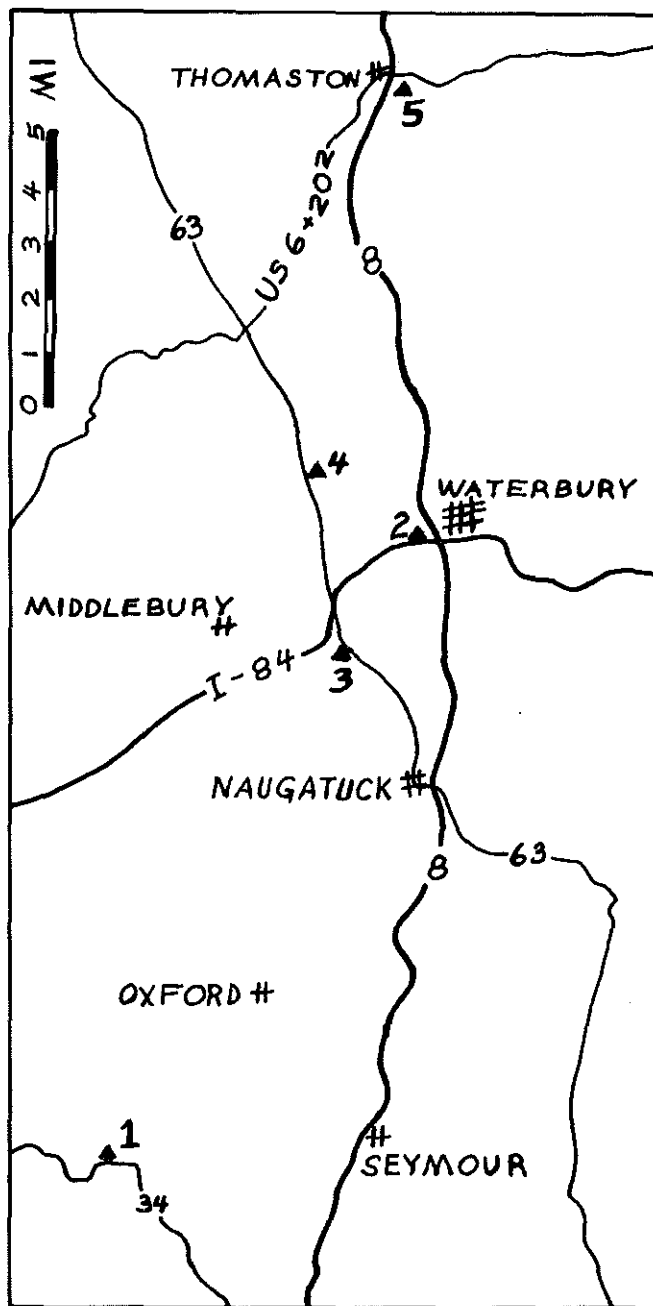 THOMASTON
5
MI
5
4
3
2
1
0
63
US 6+202
8
4
WATERBURY
2
MIDDLEBURY
3
I-84
NAUGATUCK
63
8
OXFORD
1
SEYMOUR
34